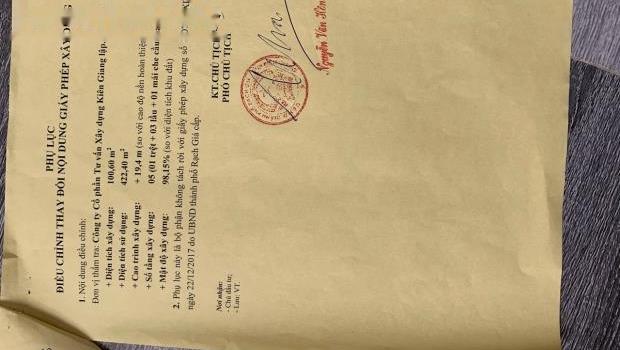 PHỤ LỤC
ĐIỀU CHỈNH THAY ĐỔI NỘI DUNG GIẤY PHÉP XÂY DỰNG
1. Nội dung điều chỉnh:
Đơn vị thẩm tra: Công ty Cổ phần Tư vấn Xây dựng Kiên Giang lập.
+ Diện tích xây dựng: 100,60 m²
+ Diện tích sử dụng: 422,40 m²
+ Cao trình xây dựng: + 19,4 m (so với cao độ nền hoàn thiện
+ Số tầng xây dựng: 05 (01 trệt + 03 lầu + 01 mái che cầu
+ Mật độ xây dựng: 98,15% (so với diện tích khu đất)
2. Phụ lục này là bộ phận không tách rời với giấy phép xây dựng số
ngày 22/12/2017 do UBND thành phố Rạch Giá cấp.
KT.CHỦ TỊCH
PHÓ CHỦ TỊCH
Nơi nhận:
- Chủ đầu tư;
- Lưu: VT.
Nguyễn Văn Hôn